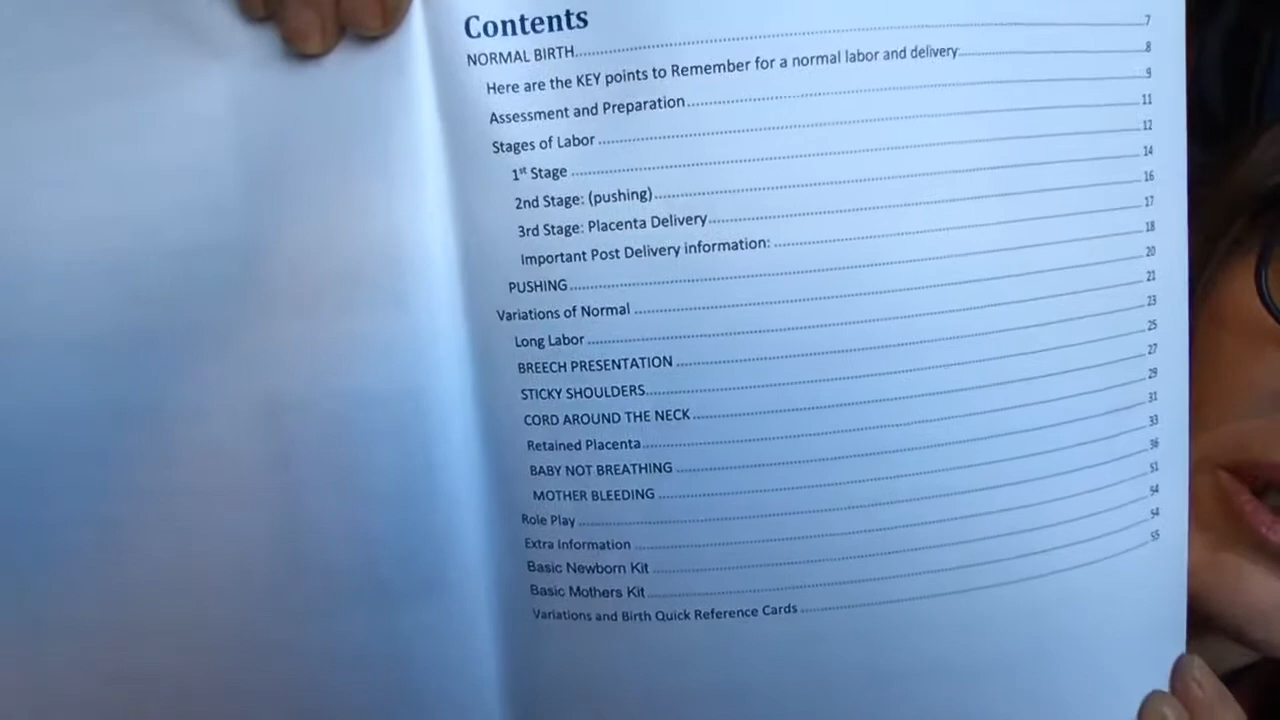 Contents
NORMAL BIRTH........7
Here are the KEY points to Remember for a normal labor and delivery:........8
Assessment and Preparation........9
Stages of Labor........11
1st Stage........12
2nd Stage: (pushing)........14
3rd Stage: Placenta Delivery........16
Important Post Delivery information:........17
PUSHING........18
Variations of Normal........20
Long Labor........21
BREECH PRESENTATION........23
STICKY SHOULDERS........25
CORD AROUND THE NECK........27
Retained Placenta........29
BABY NOT BREATHING........31
MOTHER BLEEDING........33
Role Play........36
Extra Information........51
Basic Newborn Kit........54
Basic Mothers Kit........54
Variations and Birth Quick Reference Cards........55